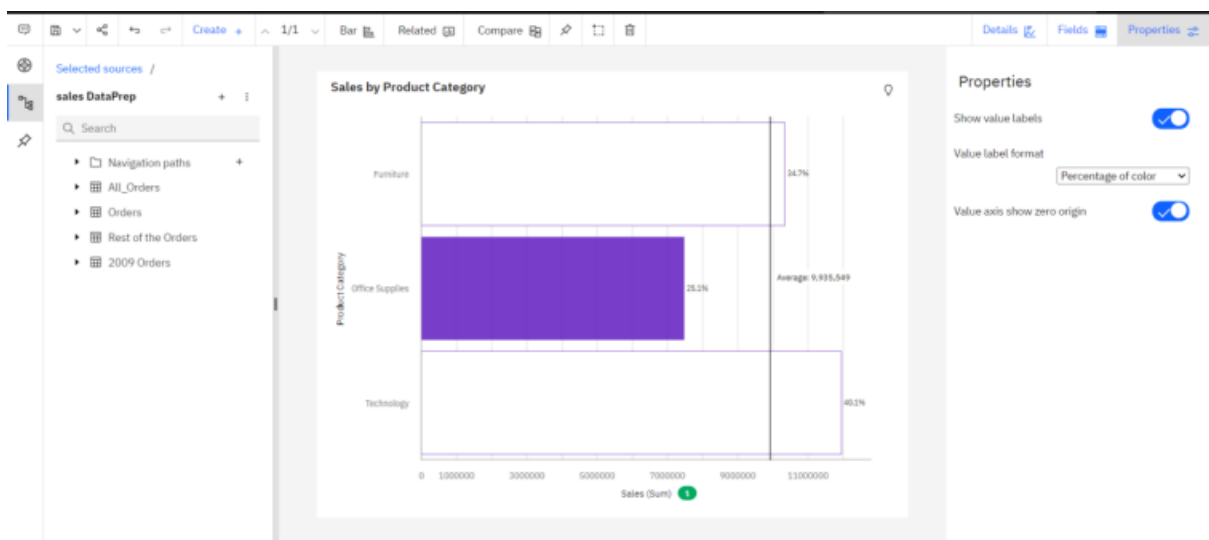 Create + 1/1 Bar Related Compare Details Fields Properties
Selected sources /
sales DataPrep
Search
Navigation paths
All_Orders
Orders
Rest of the Orders
2009 Orders
Sales by Product Category
Product Category
Furniture
34.7%
Office Supplies
25.1%
Average: 9,935,549
Technology
40.1%
0 1000000 3000000 5000000 7000000 9000000 11000000
Sales (Sum) 1
Properties
Show value labels
Value label format
Percentage of color
Value axis show zero origin